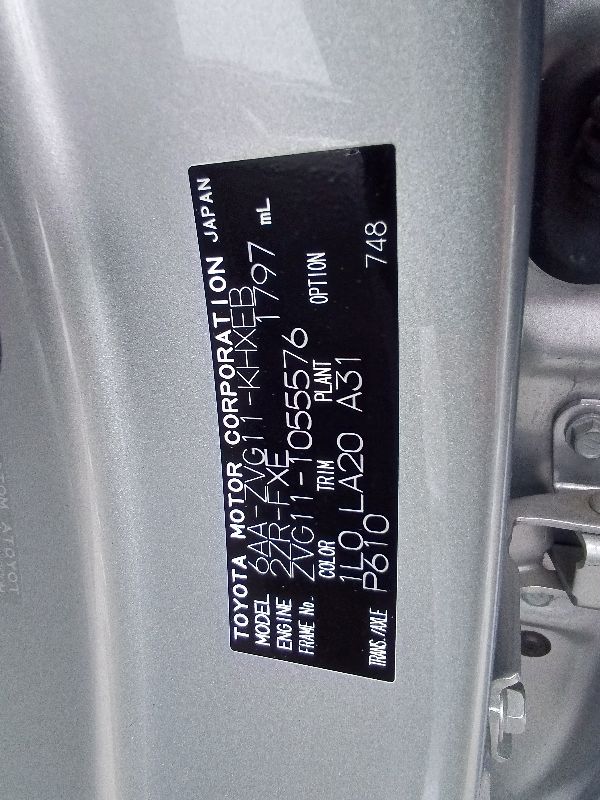 TOYOTA MOTOR CORPORATION JAPAN
MODEL 6AA-ZVG11-KHXEB
ENGINE 2ZR-FXE 1797 mL
FRAME No. ZVG11-1055576
COLOR TRIM PLANT OPTION
1L0 LA20 A31
TRANS./AXLE P610 748